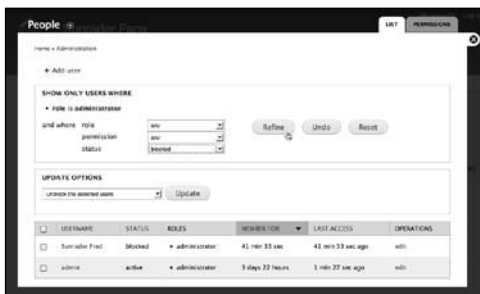 People
LIST
PERMISSIONS
Home » Administration
+ Add user
SHOW ONLY USERS WHERE
• role is administrator
and where role any
permission any
status blocked
Refine Undo Reset
UPDATE OPTIONS
Unblock the selected users Update
USERNAME STATUS ROLES MEMBER FOR LAST ACCESS OPERATIONS
Sunrader Fred blocked • administrator 41 min 33 sec 41 min 33 sec ago edit
admin active • administrator 5 days 22 hours 1 min 27 sec ago edit